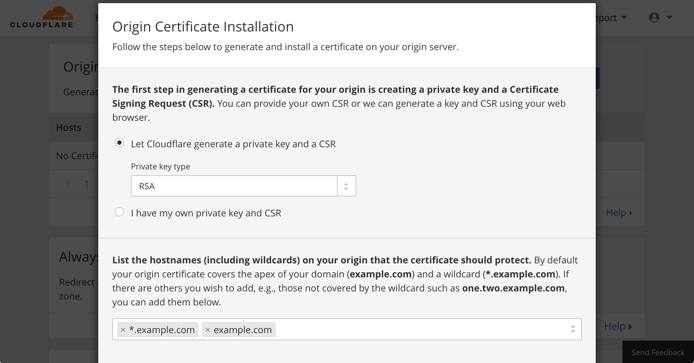 CLOUDFLARE
Origin Certificate Installation
Follow the steps below to generate and install a certificate on your origin server.
The first step in generating a certificate for your origin is creating a private key and a Certificate
Signing Request (CSR). You can provide your own CSR or we can generate a key and CSR using your web
browser.
Let Cloudflare generate a private key and a CSR
Private key type
RSA
I have my own private key and CSR
List the hostnames (including wildcards) on your origin that the certificate should protect. By default
your origin certificate covers the apex of your domain (example.com) and a wildcard (*.example.com). If
there are others you wish to add, e.g., those not covered by the wildcard such as one.two.example.com,
you can add them below.
× *.example.com × example.com
Hosts
1
Help
Always
Redirect
zone.
Help
Send Feedback